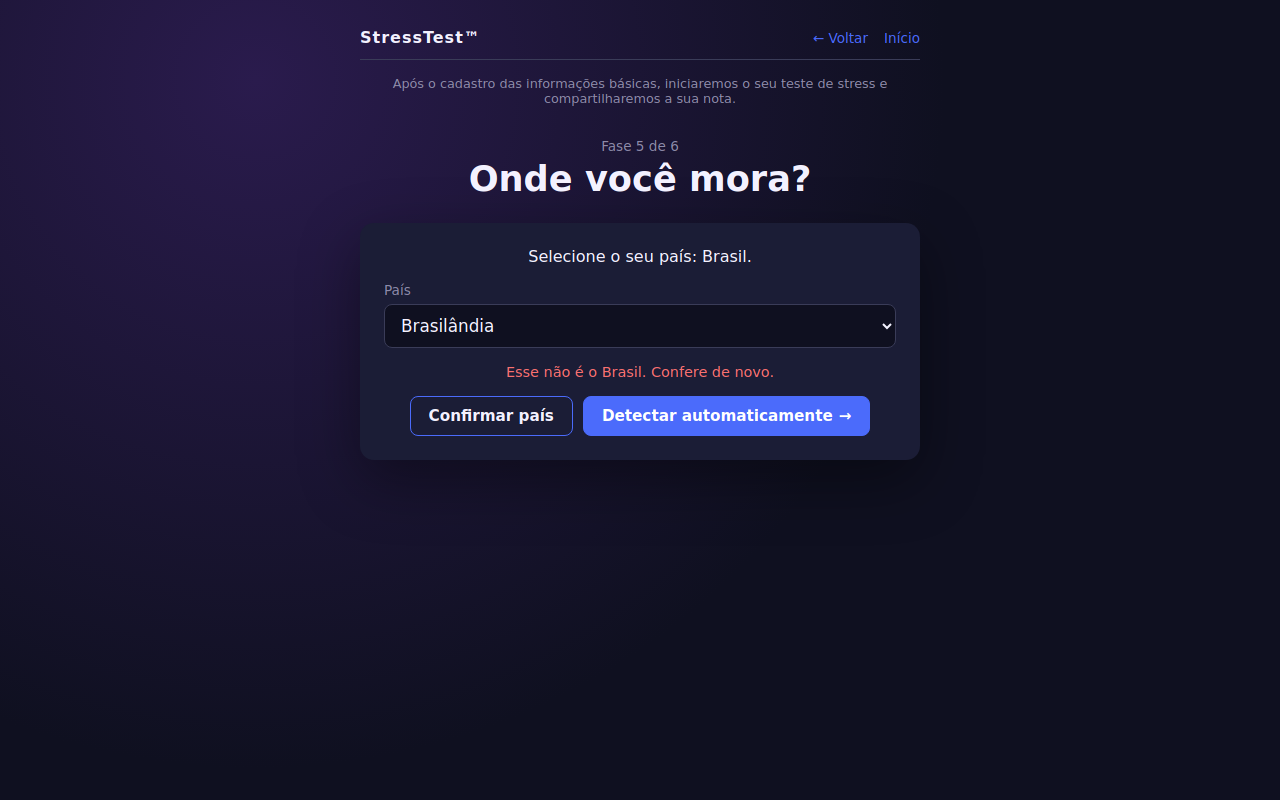 StressTest™
← Voltar
Início
Após o cadastro das informações básicas, iniciaremos o seu teste de stress e
compartilharemos a sua nota.
Fase 5 de 6
Onde você mora?
Selecione o seu país: Brasil.
País
Brasilândia
Esse não é o Brasil. Confere de novo.
Confirmar país
Detectar automaticamente →